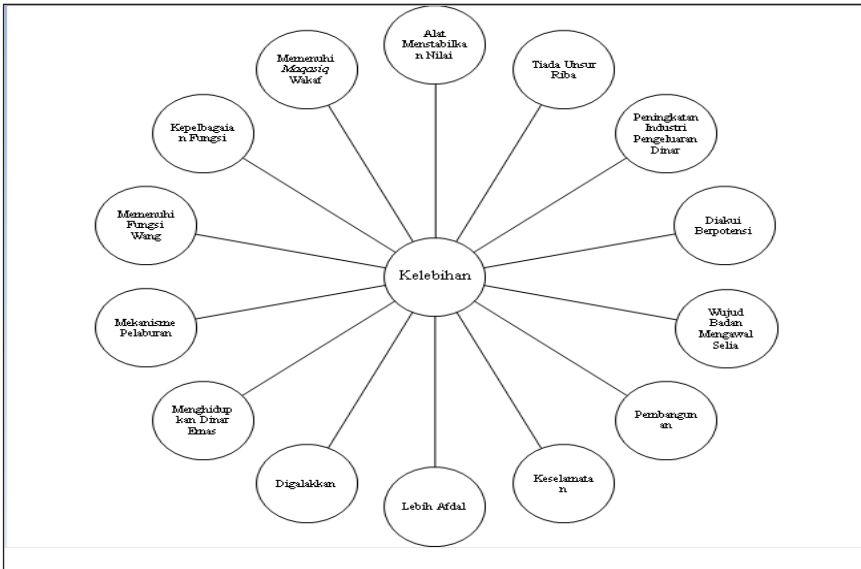 Alat
Menstabilka
n Nilai
Tiada Unsur
Riba
Peningkatan
Industri
Pengeluaran
Dinar
Diakui
Berpotensi
Wujud
Badan
Mengawal
Selia
Pembangun
an
Keselamata
n
Lebih Afdal
Digalakkan
Menghidup
kan Dinar
Emas
Mekanisme
Pelaburan
Memenuhi
Fungsi
Wang
Kepelbagaia
n Fungsi
Memenuhi
Maqasiq
Wakaf
Kelebihan